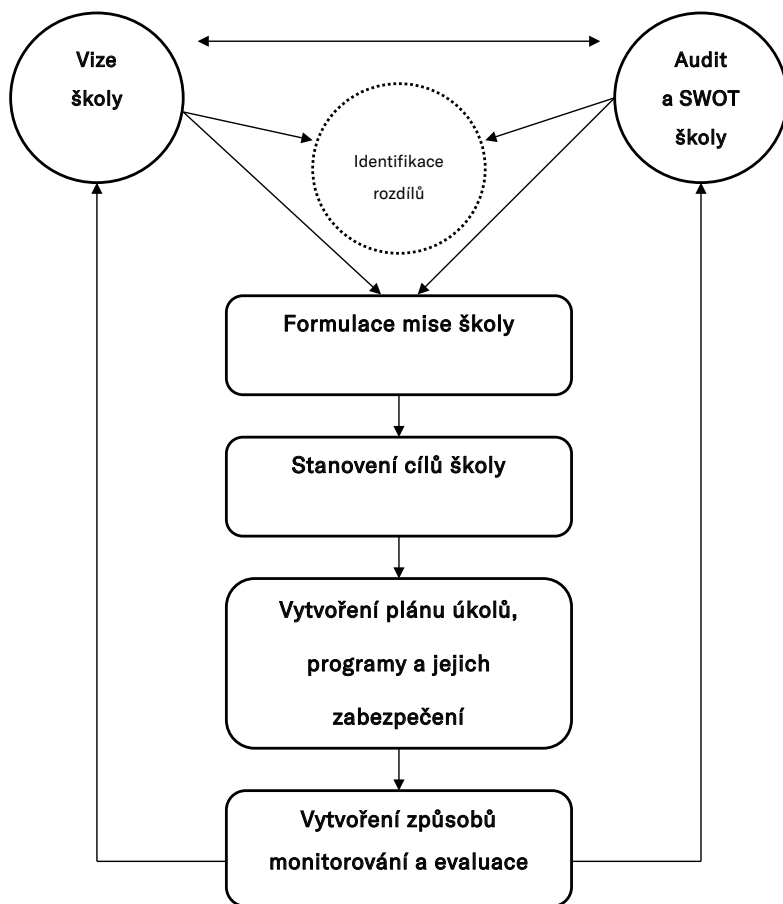 Vize
školy
Audit
a SWOT
školy
Identifikace
rozdílů
Formulace mise školy
Stanovení cílů školy
Vytvoření plánu úkolů,
programy a jejich
zabezpečení
Vytvoření způsobů
monitorování a evaluace